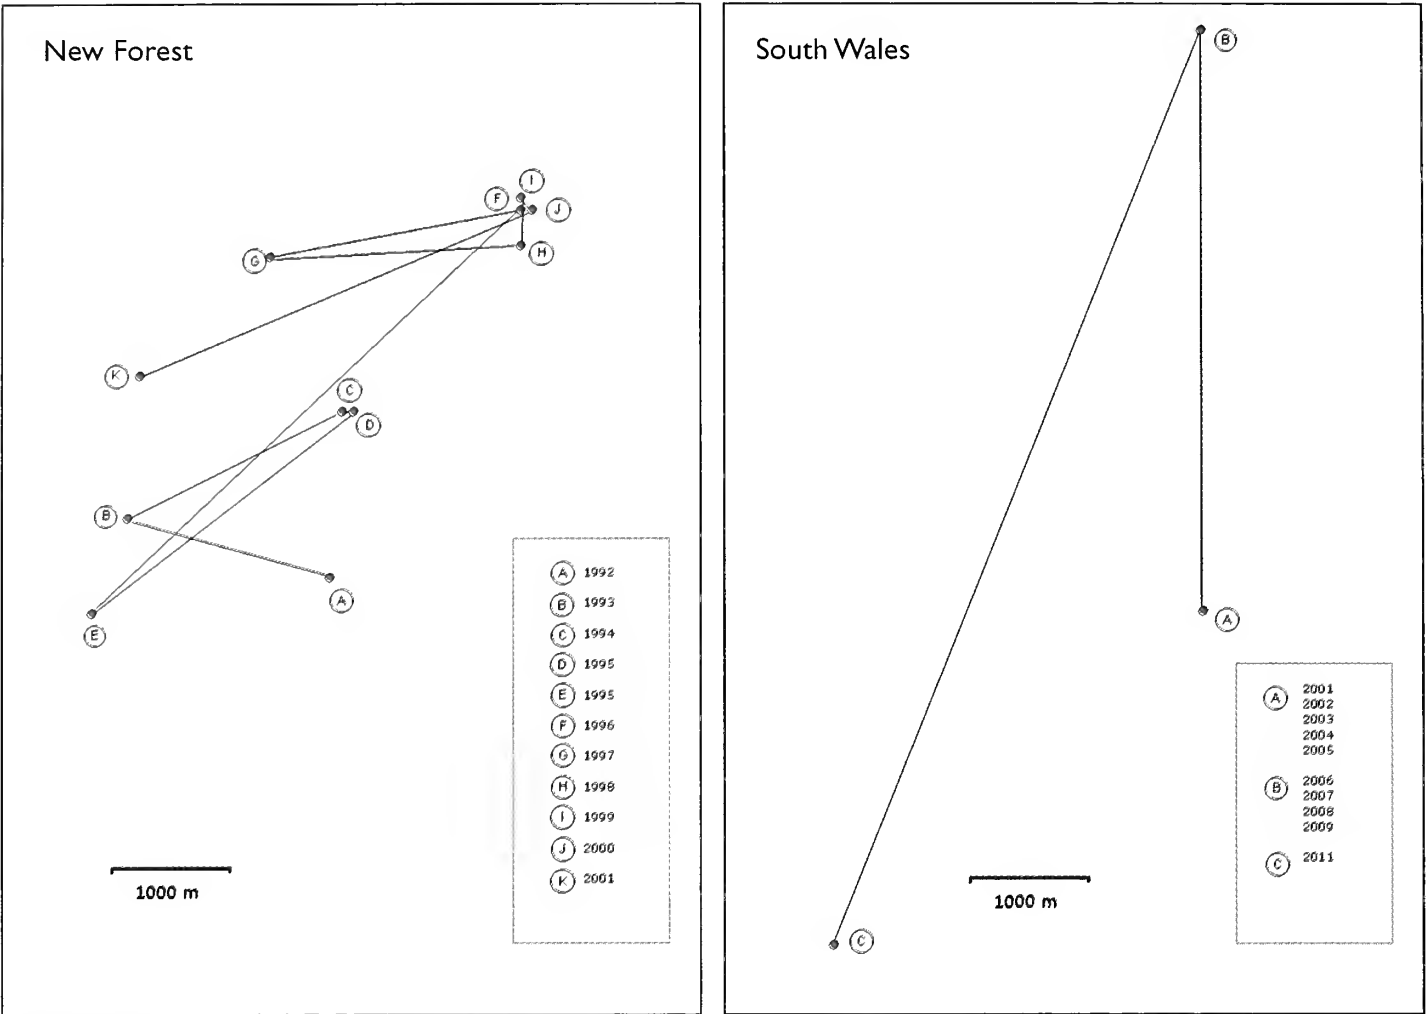 New Forest
I
F
J
H
G
K
C
D
B
A
E
A 1992
B 1993
C 1994
D 1995
E 1995
F 1996
G 1997
H 1998
I 1999
J 2000
K 2001
1000 m
South Wales
B
A
A 2001
2002
2003
2004
2005
B 2006
2007
2008
2009
C 2011
1000 m
C